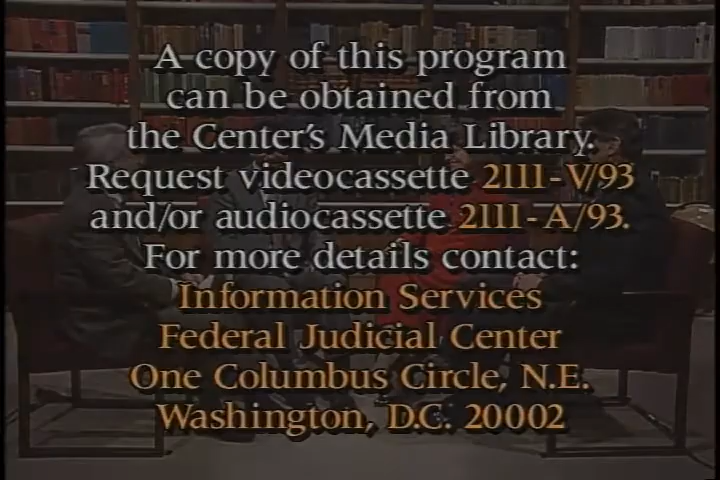 A copy of this program
can be obtained from
the Center's Media Library.
Request videocassette 2111-V/93
and/or audiocassette 2111-A/93.
For more details contact:
Information Services
Federal Judicial Center
One Columbus Circle, N.E.
Washington, D.C. 20002